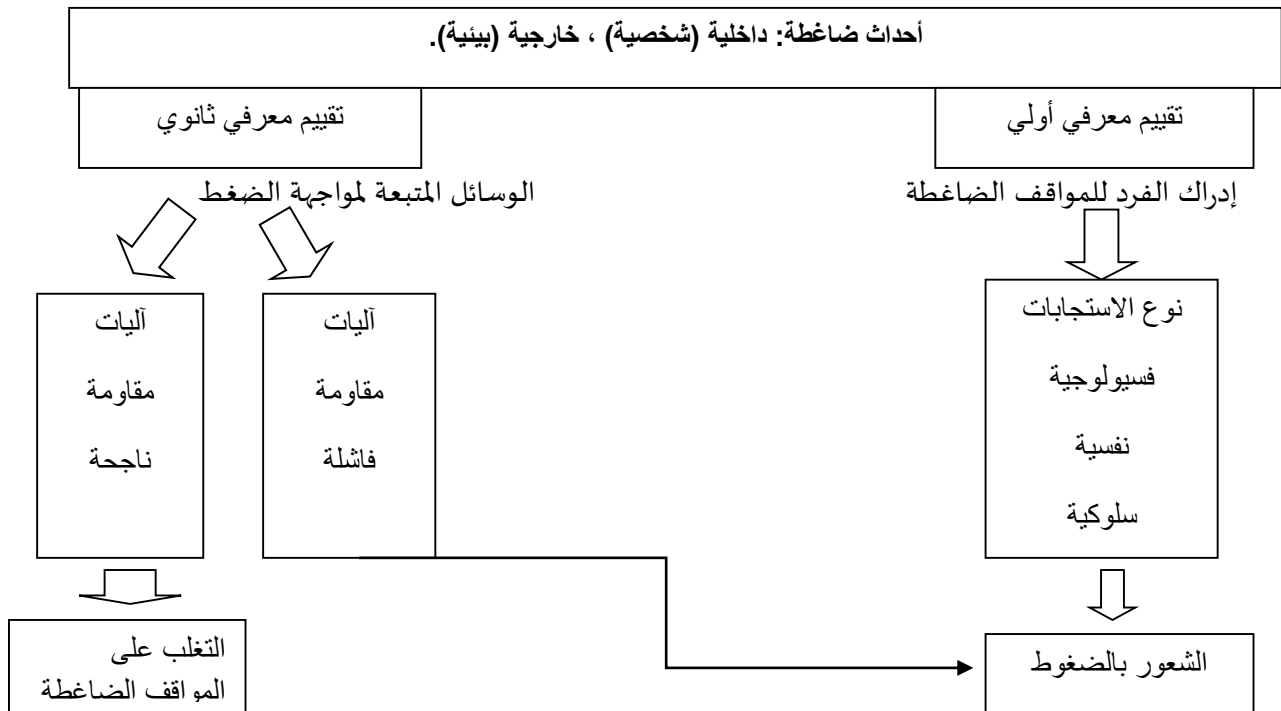 أحداث ضاغطة: داخلية (شخصية) ، خارجية (بيئية).
تقييم معرفي أولي
تقييم معرفي ثانوي
إدراك الفرد للمواقف الضاغطة
الوسائل المتبعة لمواجهة الضغط
نوع الاستجابات
فسيولوجية
نفسية
سلوكية
آليات
مقاومة
فاشلة
آليات
مقاومة
ناجحة
الشعور بالضغوط
التغلب على
المواقف الضاغطة